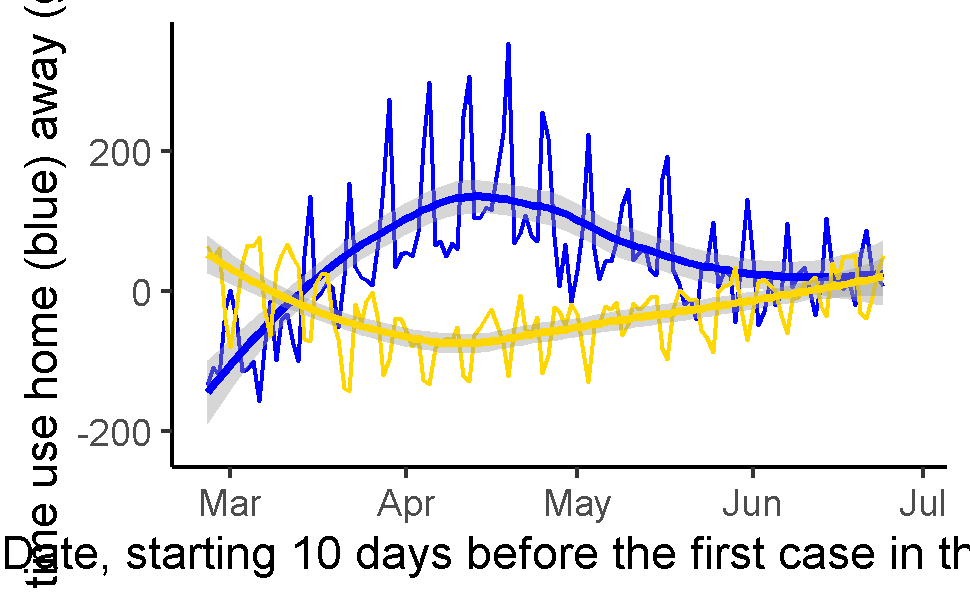 time use home (blue) away (
200
0
-200
Mar Apr May Jun Jul
Date, starting 10 days before the first case in